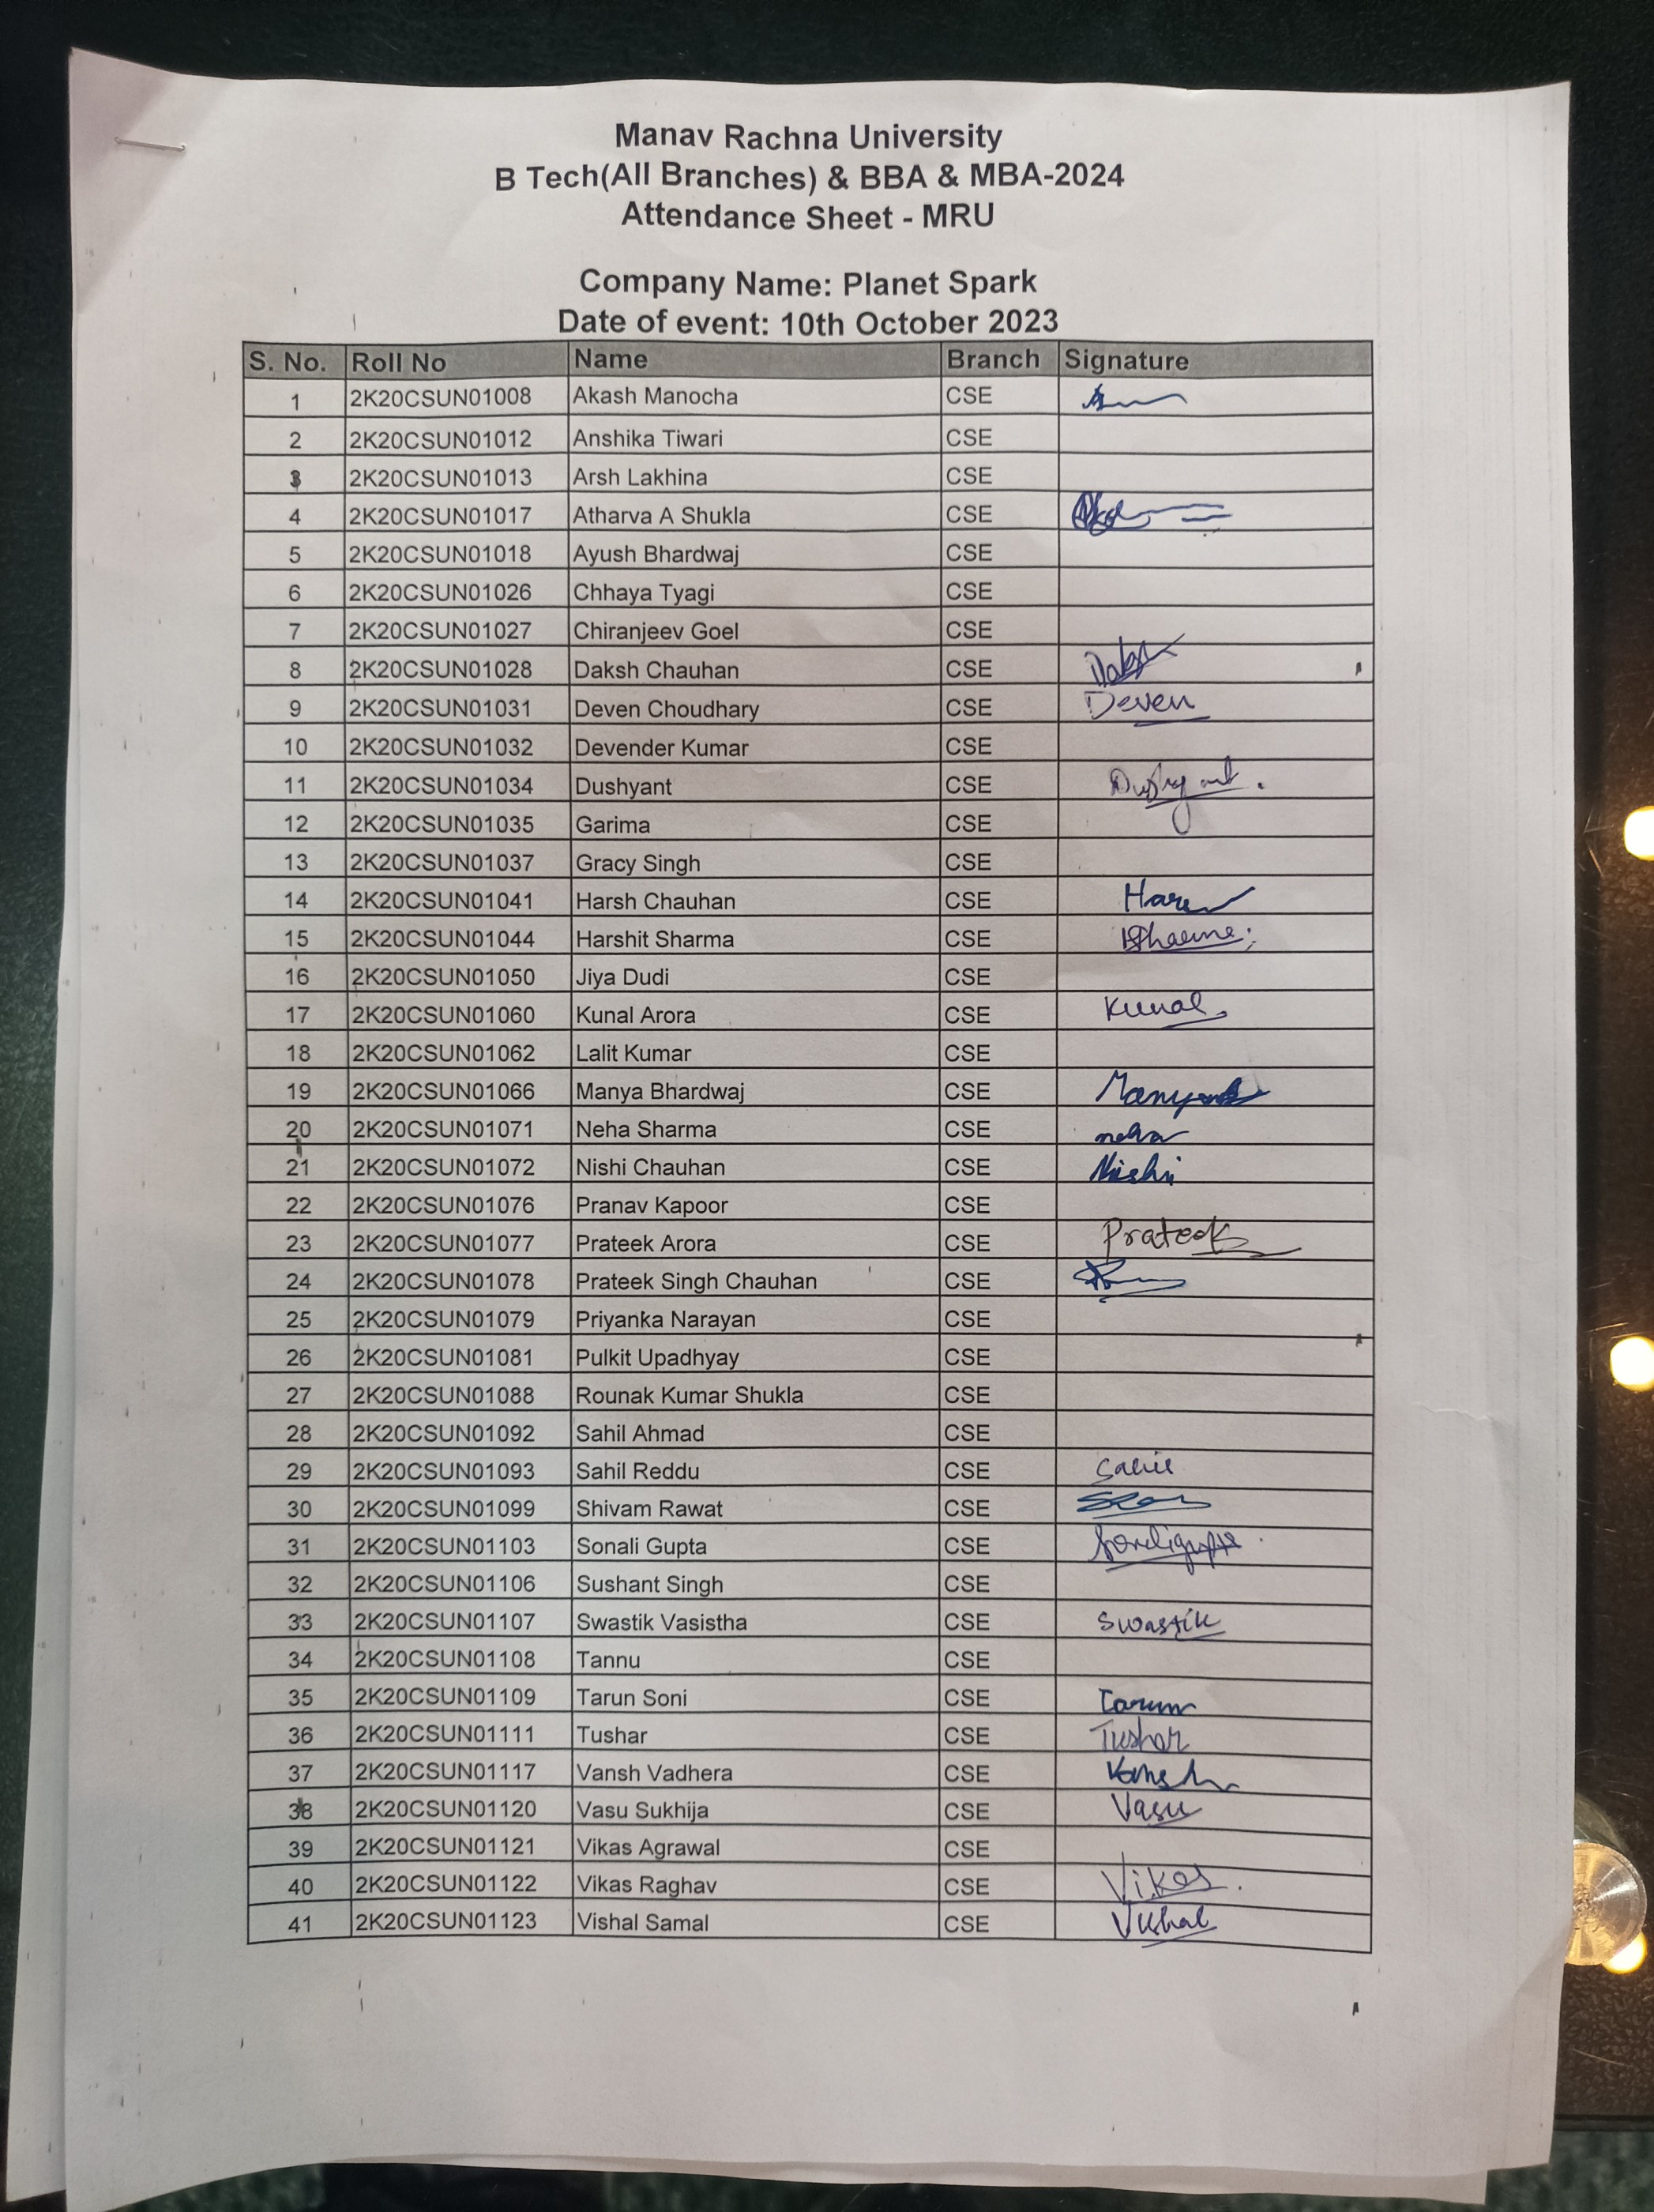 Manav Rachna University
B Tech(All Branches) & BBA & MBA-2024
Attendance Sheet - MRU
Company Name: Planet Spark
Date of event: 10th October 2023
S. No. Roll No Name Branch Signature
1 2K20CSUN01008 Akash Manocha CSE
2 2K20CSUN01012 Anshika Tiwari CSE
3 2K20CSUN01013 Arsh Lakhina CSE
4 2K20CSUN01017 Atharva A Shukla CSE
5 2K20CSUN01018 Ayush Bhardwaj CSE
6 2K20CSUN01026 Chhaya Tyagi CSE
7 2K20CSUN01027 Chiranjeev Goel CSE
8 2K20CSUN01028 Daksh Chauhan CSE
9 2K20CSUN01031 Deven Choudhary CSE Deven
10 2K20CSUN01032 Devender Kumar CSE
11 2K20CSUN01034 Dushyant CSE Dushyant.
12 2K20CSUN01035 Garima CSE
13 2K20CSUN01037 Gracy Singh CSE
14 2K20CSUN01041 Harsh Chauhan CSE
15 2K20CSUN01044 Harshit Sharma CSE
16 2K20CSUN01050 Jiya Dudi CSE
17 2K20CSUN01060 Kunal Arora CSE Kunal
18 2K20CSUN01062 Lalit Kumar CSE
19 2K20CSUN01066 Manya Bhardwaj CSE Manya
20 2K20CSUN01071 Neha Sharma CSE neha
21 2K20CSUN01072 Nishi Chauhan CSE Nishi
22 2K20CSUN01076 Pranav Kapoor CSE
23 2K20CSUN01077 Prateek Arora CSE Prateek
24 2K20CSUN01078 Prateek Singh Chauhan CSE
25 2K20CSUN01079 Priyanka Narayan CSE
26 2K20CSUN01081 Pulkit Upadhyay CSE
27 2K20CSUN01088 Rounak Kumar Shukla CSE
28 2K20CSUN01092 Sahil Ahmad CSE
29 2K20CSUN01093 Sahil Reddu CSE Sahil
30 2K20CSUN01099 Shivam Rawat CSE
31 2K20CSUN01103 Sonali Gupta CSE Sonaligupta
32 2K20CSUN01106 Sushant Singh CSE
33 2K20CSUN01107 Swastik Vasistha CSE Swastik
34 2K20CSUN01108 Tannu CSE
35 2K20CSUN01109 Tarun Soni CSE Tarun
36 2K20CSUN01111 Tushar CSE Tushar
37 2K20CSUN01117 Vansh Vadhera CSE Vansh
38 2K20CSUN01120 Vasu Sukhija CSE Vasu
39 2K20CSUN01121 Vikas Agrawal CSE
40 2K20CSUN01122 Vikas Raghav CSE Vikas.
41 2K20CSUN01123 Vishal Samal CSE Vishal